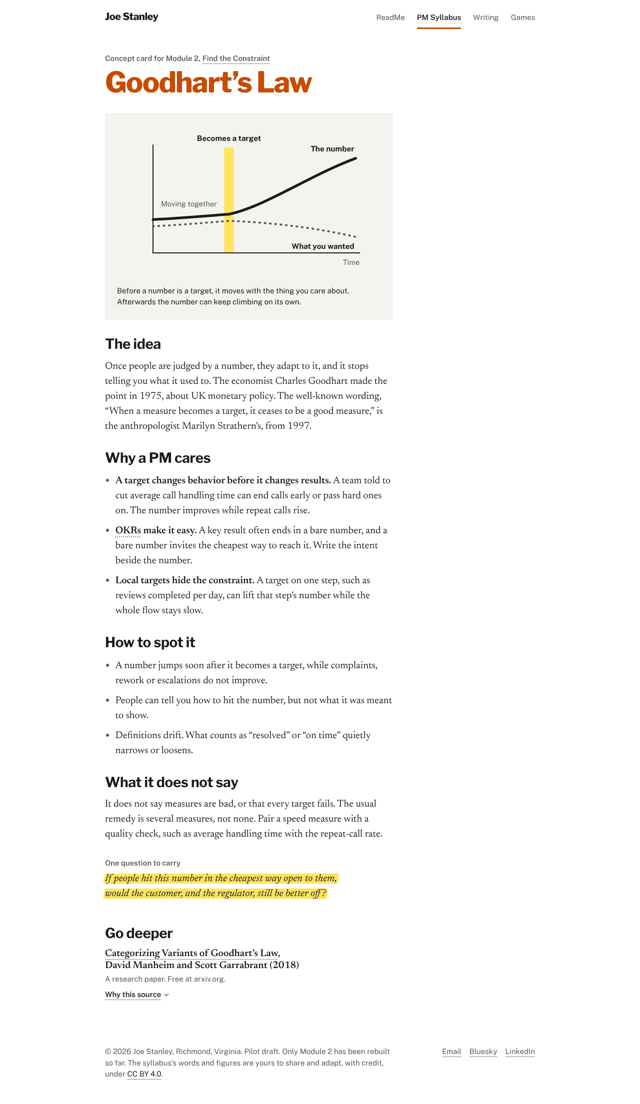 Joe Stanley
ReadMe PM Syllabus Writing Games
Concept card for Module 2, Find the Constraint
Goodhart’s Law
Becomes a target
The number
Moving together
What you wanted
Time
Before a number is a target, it moves with the thing you care about.
Afterwards the number can keep climbing on its own.
The idea
Once people are judged by a number, they adapt to it, and it stops
telling you what it used to. The economist Charles Goodhart made the
point in 1975, about UK monetary policy. The well-known wording,
“When a measure becomes a target, it ceases to be a good measure,” is
the anthropologist Marilyn Strathern’s, from 1997.
Why a PM cares
• A target changes behavior before it changes results. A team told to
cut average call handling time can end calls early or pass hard ones
on. The number improves while repeat calls rise.
• OKRs make it easy. A key result often ends in a bare number, and a
bare number invites the cheapest way to reach it. Write the intent
beside the number.
• Local targets hide the constraint. A target on one step, such as
reviews completed per day, can lift that step’s number while the
whole flow stays slow.
How to spot it
• A number jumps soon after it becomes a target, while complaints,
rework or escalations do not improve.
• People can tell you how to hit the number, but not what it was meant
to show.
• Definitions drift. What counts as “resolved” or “on time” quietly
narrows or loosens.
What it does not say
It does not say measures are bad, or that every target fails. The usual
remedy is several measures, not none. Pair a speed measure with a
quality check, such as average handling time with the repeat-call rate.
One question to carry
If people hit this number in the cheapest way open to them,
would the customer, and the regulator, still be better off?
Go deeper
Categorizing Variants of Goodhart’s Law,
David Manheim and Scott Garrabrant (2018)
A research paper. Free at arxiv.org.
Why this source
© 2026 Joe Stanley, Richmond, Virginia. Pilot draft. Only Module 2 has been rebuilt
so far. The syllabus’s words and figures are yours to share and adapt, with credit,
under CC BY 4.0.
Email Bluesky LinkedIn